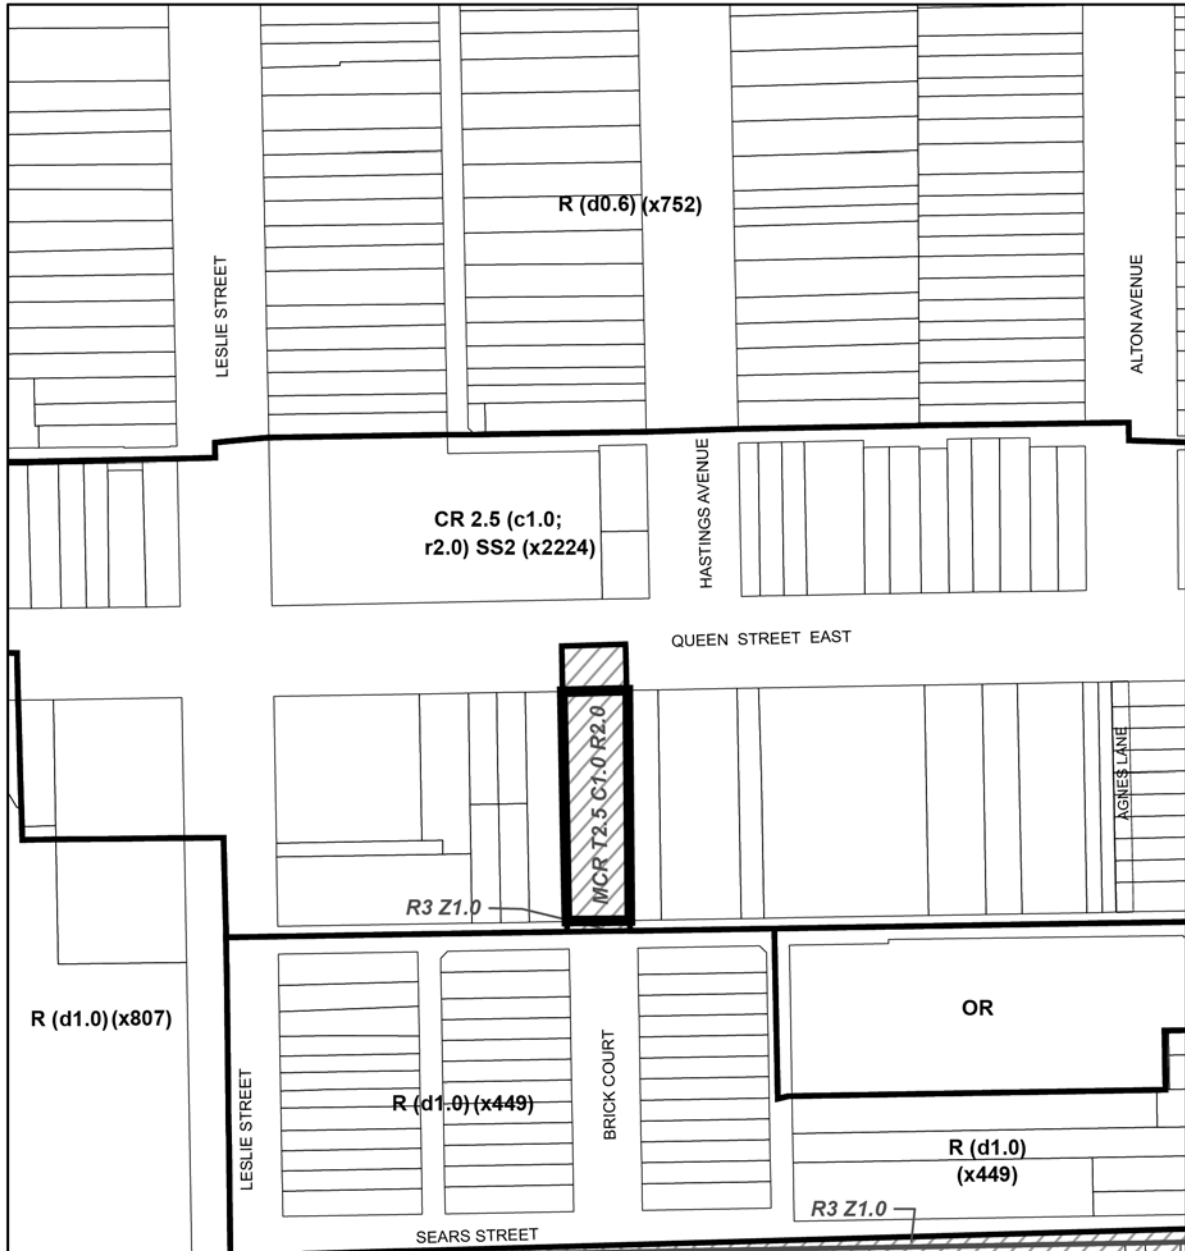 R (d0.6) (x752)
LESLIE STREET
ALTON AVENUE
HASTINGS AVENUE
CR 2.5 (c1.0;
r2.0) SS2 (x2224)
QUEEN STREET EAST
MCR T2.5 C1.0 R2.0
AGNES LANE
R3 Z1.0
R (d1.0) (x807)
OR
BRICK COURT
LESLIE STREET
R (d1.0) (x449)
R (d1.0)
(x449)
R3 Z1.0
SEARS STREET